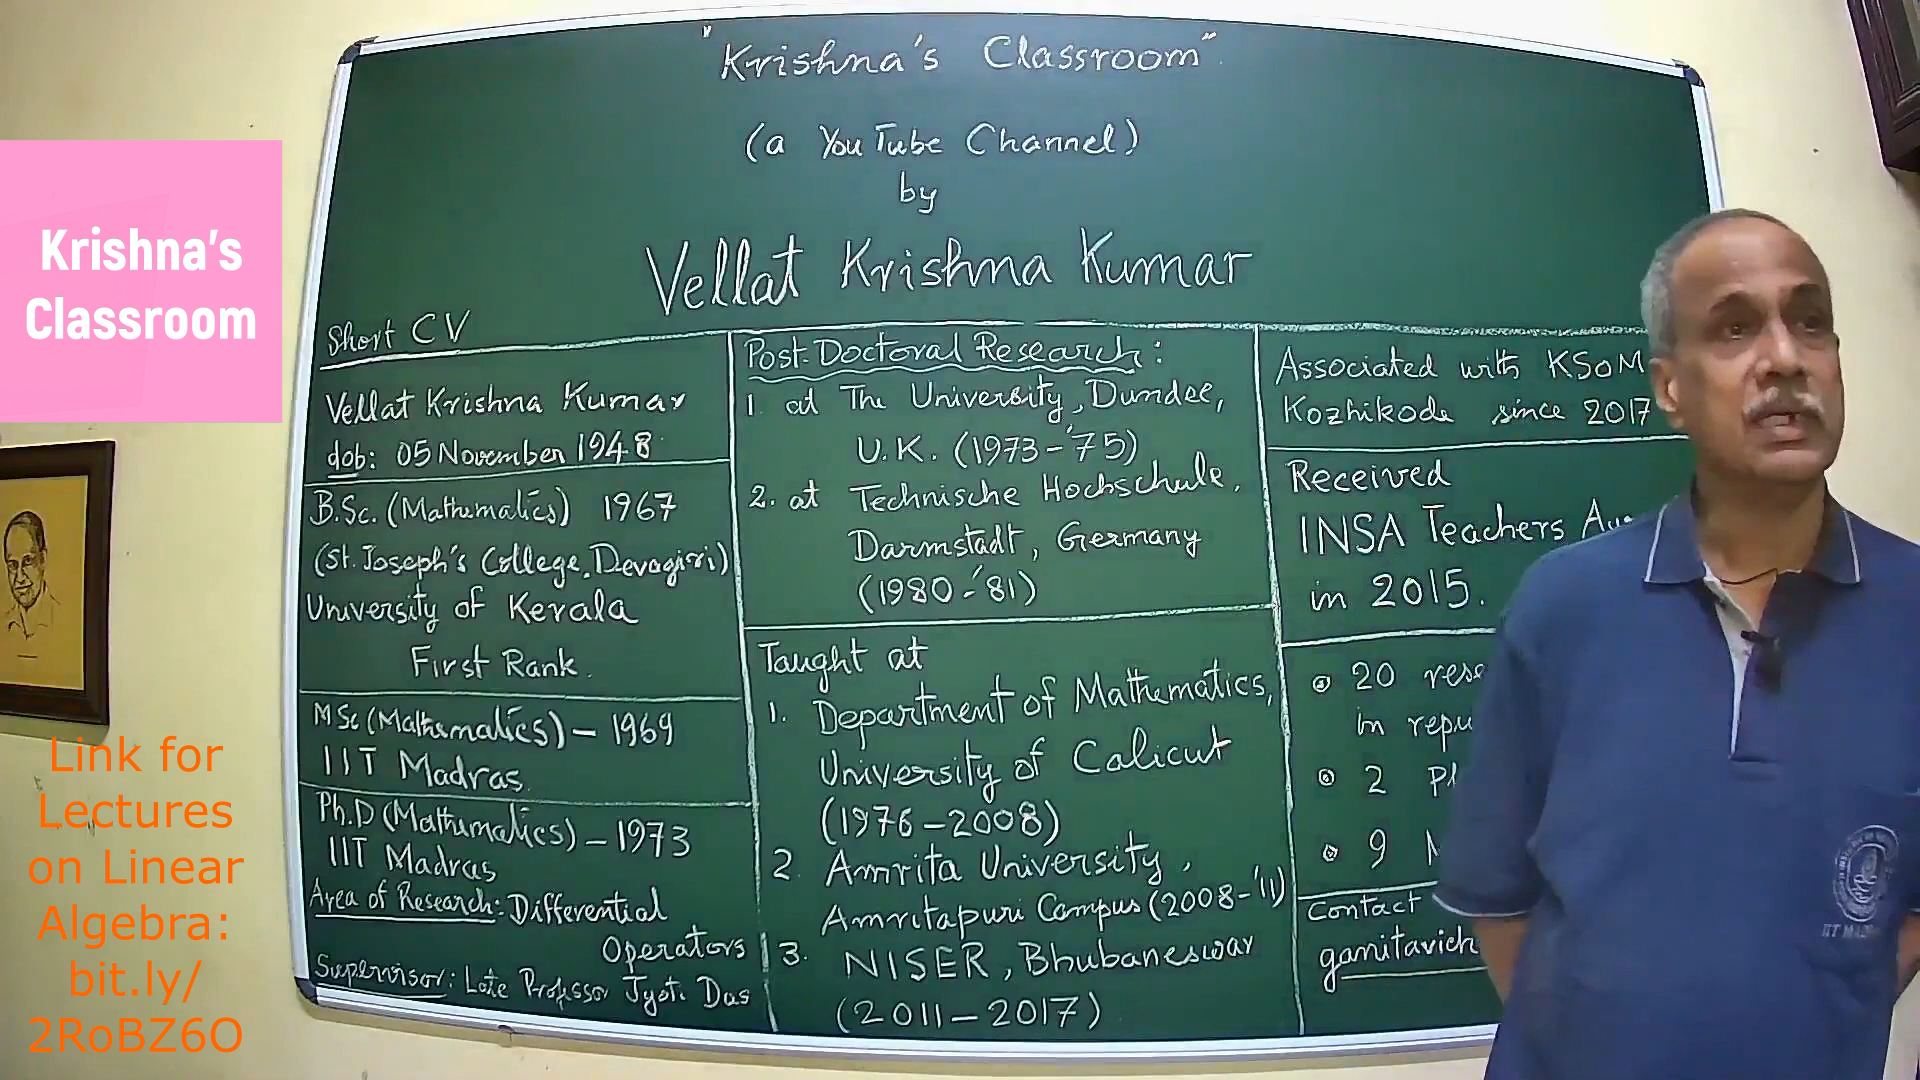 "Krishna's Classroom"
(a YouTube Channel)
by
Vellat Krishna Kumar
Krishna's
Classroom
Link for
Lectures
on Linear
Algebra:
bit.ly/
2RoBZ6O
Short CV
Vellat Krishna Kumar
dob: 05 November 1948
B.Sc. (Mathematics) 1967
(St. Joseph's College, Devagiri)
University of Kerala
First Rank.
MSc (Mathematics) – 1969
IIT Madras.
Ph.D (Mathematics) – 1973
IIT Madras
Area of Research: Differential
Operators
Supervisor: Late Professor Jyoti Das
Post-Doctoral Research:
1. at The University, Dundee,
U.K. (1973-'75)
2. at Technische Hochschule,
Darmstadt, Germany
(1980-'81)
Taught at
1. Department of Mathematics,
University of Calicut
(1976–2008)
2. Amrita University,
Amritapuri Campus (2008-'11)
3. NISER, Bhubaneswar
(2011–2017)
Associated with KSoM
Kozhikode since 2017
Received
INSA Teachers
in 2015.
20
in
2
9
Contact
IIT